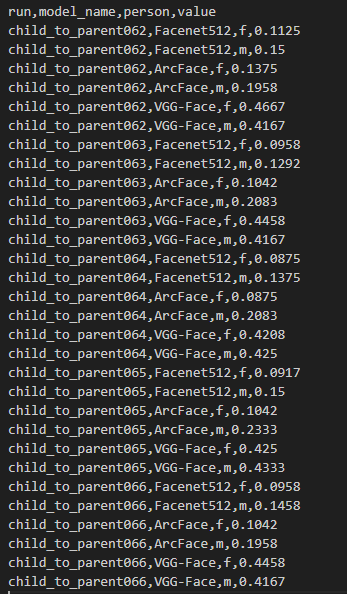 run,model_name,person,value
child_to_parent062,Facenet512,f,0.1125
child_to_parent062,Facenet512,m,0.15
child_to_parent062,ArcFace,f,0.1375
child_to_parent062,ArcFace,m,0.1958
child_to_parent062,VGG-Face,f,0.4667
child_to_parent062,VGG-Face,m,0.4167
child_to_parent063,Facenet512,f,0.0958
child_to_parent063,Facenet512,m,0.1292
child_to_parent063,ArcFace,f,0.1042
child_to_parent063,ArcFace,m,0.2083
child_to_parent063,VGG-Face,f,0.4458
child_to_parent063,VGG-Face,m,0.4167
child_to_parent064,Facenet512,f,0.0875
child_to_parent064,Facenet512,m,0.1375
child_to_parent064,ArcFace,f,0.0875
child_to_parent064,ArcFace,m,0.2083
child_to_parent064,VGG-Face,f,0.4208
child_to_parent064,VGG-Face,m,0.425
child_to_parent065,Facenet512,f,0.0917
child_to_parent065,Facenet512,m,0.15
child_to_parent065,ArcFace,f,0.1042
child_to_parent065,ArcFace,m,0.2333
child_to_parent065,VGG-Face,f,0.425
child_to_parent065,VGG-Face,m,0.4333
child_to_parent066,Facenet512,f,0.0958
child_to_parent066,Facenet512,m,0.1458
child_to_parent066,ArcFace,f,0.1042
child_to_parent066,ArcFace,m,0.1958
child_to_parent066,VGG-Face,f,0.4458
child_to_parent066,VGG-Face,m,0.4167